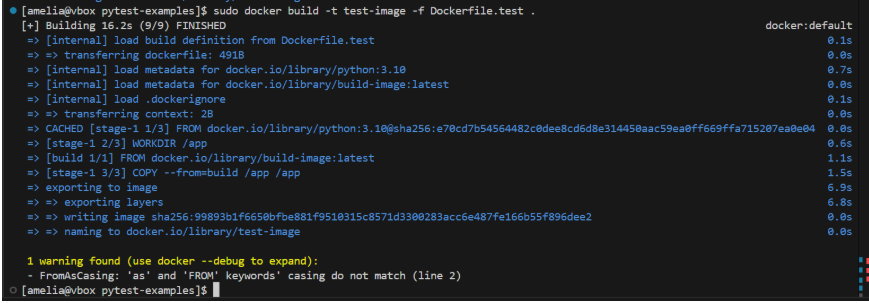 [amelia@vbox pytest-examples]$ sudo docker build -t test-image -f Dockerfile.test .
[+] Building 16.2s (9/9) FINISHED docker:default
=> [internal] load build definition from Dockerfile.test 0.1s
=> => transferring dockerfile: 491B 0.0s
=> [internal] load metadata for docker.io/library/python:3.10 0.7s
=> [internal] load metadata for docker.io/library/build-image:latest 0.0s
=> [internal] load .dockerignore 0.1s
=> => transferring context: 2B 0.0s
=> CACHED [stage-1 1/3] FROM docker.io/library/python:3.10@sha256:e70cd7b54564482c0dee8cd6d8e314450aac59ea0ff669ffa715207ea0e04 0.0s
=> [stage-1 2/3] WORKDIR /app 0.6s
=> [build 1/1] FROM docker.io/library/build-image:latest 1.1s
=> [stage-1 3/3] COPY --from=build /app /app 1.5s
=> exporting to image 6.9s
=> => exporting layers 6.8s
=> => writing image sha256:99893b1f6650bfbe881f9510315c8571d3300283acc6e487fe166b55f896dee2 0.0s
=> => naming to docker.io/library/test-image 0.0s
1 warning found (use docker --debug to expand):
- FromAsCasing: 'as' and 'FROM' keywords' casing do not match (line 2)
[amelia@vbox pytest-examples]$